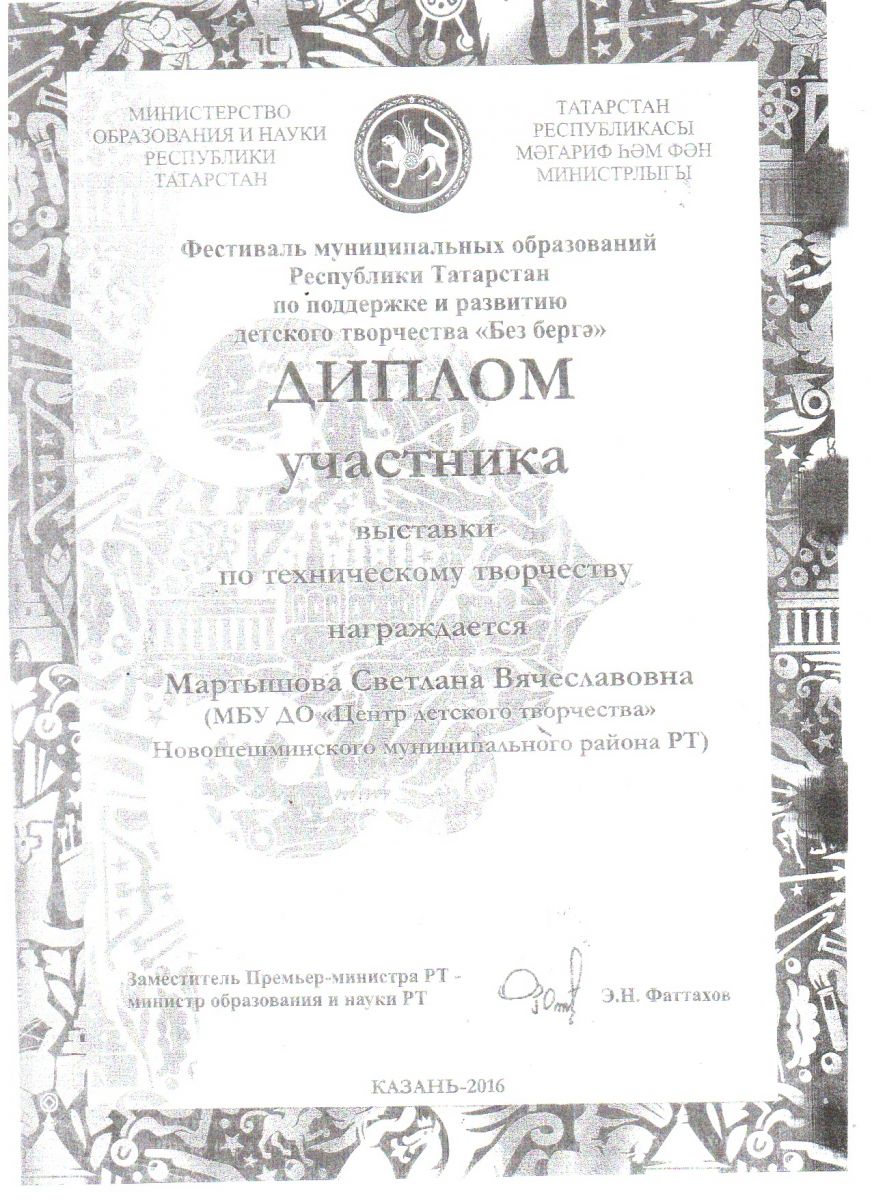 МИНИСТЕРСТВО
ОБРАЗОВАНИЯ И НАУКИ
РЕСПУБЛИКИ
ТАТАРСТАН
ТАТАРСТАН
РЕСПУБЛИКАСЫ
МӘГАРИФ ҺӘМ ФӘН
МИНИСТРЛЫГЫ
Фестиваль муниципальных образований
Республики Татарстан
по поддержке и развитию
детского творчества «Без бергә»
ДИПЛОМ
участника
выставки
по техническому творчеству
награждается
Мартышова Светлана Вячеславовна
(МБУ ДО «Центр детского творчества»
Новошешминского муниципального района РТ)
Заместитель Премьер-министра РТ -
министр образования и науки РТ
Э.Н. Фаттахов
КАЗАНЬ-2016